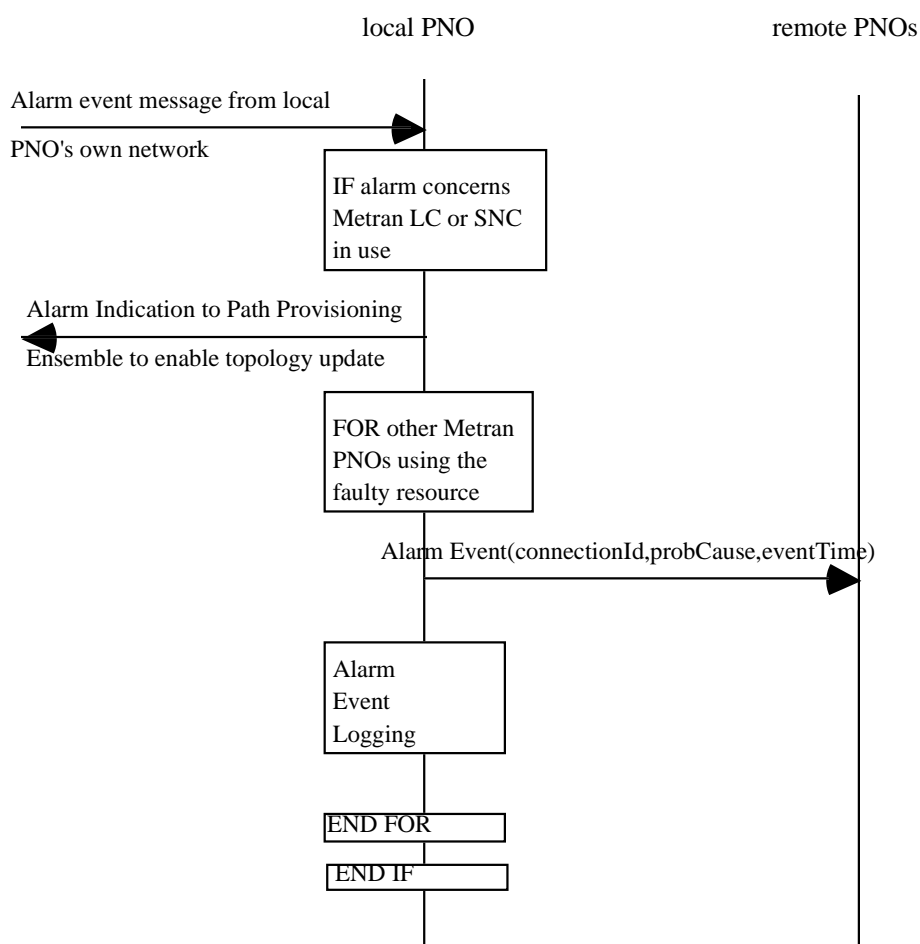 local PNO
remote PNOs
Alarm event message from local
PNO's own network
IF alarm concerns
Metran LC or SNC
in use
Alarm Indication to Path Provisioning
Ensemble to enable topology update
FOR other Metran
PNOs using the
faulty resource
Alarm Event(connectionId,probCause,eventTime)
Alarm
Event
Logging
END FOR
END IF